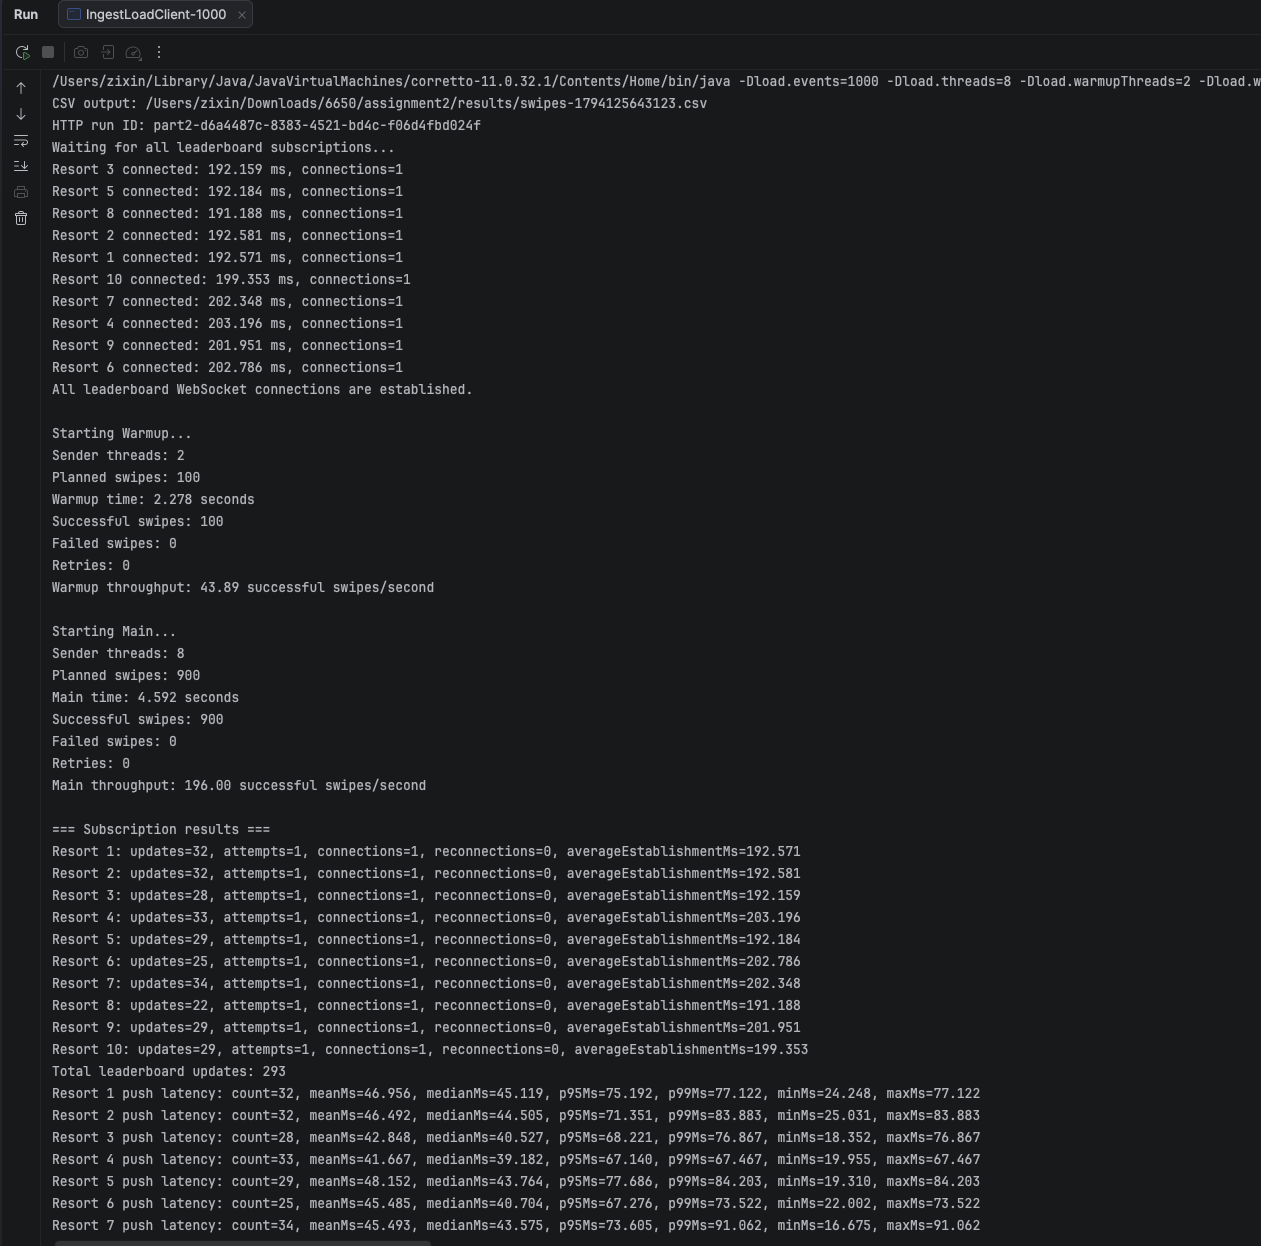 Run
IngestLoadClient-1000
/Users/zixin/Library/Java/JavaVirtualMachines/corretto-11.0.32.1/Contents/Home/bin/java -Dload.events=1000 -Dload.threads=8 -Dload.warmupThreads=2 -Dload.w
CSV output: /Users/zixin/Downloads/6650/assignment2/results/swipes-1794125643123.csv
HTTP run ID: part2-d6a4487c-8383-4521-bd4c-f06d4fbd024f
Waiting for all leaderboard subscriptions...
Resort 3 connected: 192.159 ms, connections=1
Resort 5 connected: 192.184 ms, connections=1
Resort 8 connected: 191.188 ms, connections=1
Resort 2 connected: 192.581 ms, connections=1
Resort 1 connected: 192.571 ms, connections=1
Resort 10 connected: 199.353 ms, connections=1
Resort 7 connected: 202.348 ms, connections=1
Resort 4 connected: 203.196 ms, connections=1
Resort 9 connected: 201.951 ms, connections=1
Resort 6 connected: 202.786 ms, connections=1
All leaderboard WebSocket connections are established.
Starting Warmup...
Sender threads: 2
Planned swipes: 100
Warmup time: 2.278 seconds
Successful swipes: 100
Failed swipes: 0
Retries: 0
Warmup throughput: 43.89 successful swipes/second
Starting Main...
Sender threads: 8
Planned swipes: 900
Main time: 4.592 seconds
Successful swipes: 900
Failed swipes: 0
Retries: 0
Main throughput: 196.00 successful swipes/second
=== Subscription results ===
Resort 1: updates=32, attempts=1, connections=1, reconnections=0, averageEstablishmentMs=192.571
Resort 2: updates=32, attempts=1, connections=1, reconnections=0, averageEstablishmentMs=192.581
Resort 3: updates=28, attempts=1, connections=1, reconnections=0, averageEstablishmentMs=192.159
Resort 4: updates=33, attempts=1, connections=1, reconnections=0, averageEstablishmentMs=203.196
Resort 5: updates=29, attempts=1, connections=1, reconnections=0, averageEstablishmentMs=192.184
Resort 6: updates=25, attempts=1, connections=1, reconnections=0, averageEstablishmentMs=202.786
Resort 7: updates=34, attempts=1, connections=1, reconnections=0, averageEstablishmentMs=202.348
Resort 8: updates=22, attempts=1, connections=1, reconnections=0, averageEstablishmentMs=191.188
Resort 9: updates=29, attempts=1, connections=1, reconnections=0, averageEstablishmentMs=201.951
Resort 10: updates=29, attempts=1, connections=1, reconnections=0, averageEstablishmentMs=199.353
Total leaderboard updates: 293
Resort 1 push latency: count=32, meanMs=46.956, medianMs=45.119, p95Ms=75.192, p99Ms=77.122, minMs=24.248, maxMs=77.122
Resort 2 push latency: count=32, meanMs=46.492, medianMs=44.505, p95Ms=71.351, p99Ms=83.883, minMs=25.031, maxMs=83.883
Resort 3 push latency: count=28, meanMs=42.848, medianMs=40.527, p95Ms=68.221, p99Ms=76.867, minMs=18.352, maxMs=76.867
Resort 4 push latency: count=33, meanMs=41.667, medianMs=39.182, p95Ms=67.140, p99Ms=67.467, minMs=19.955, maxMs=67.467
Resort 5 push latency: count=29, meanMs=48.152, medianMs=43.764, p95Ms=77.686, p99Ms=84.203, minMs=19.310, maxMs=84.203
Resort 6 push latency: count=25, meanMs=45.485, medianMs=40.704, p95Ms=67.276, p99Ms=73.522, minMs=22.002, maxMs=73.522
Resort 7 push latency: count=34, meanMs=45.493, medianMs=43.575, p95Ms=73.605, p99Ms=91.062, minMs=16.675, maxMs=91.062